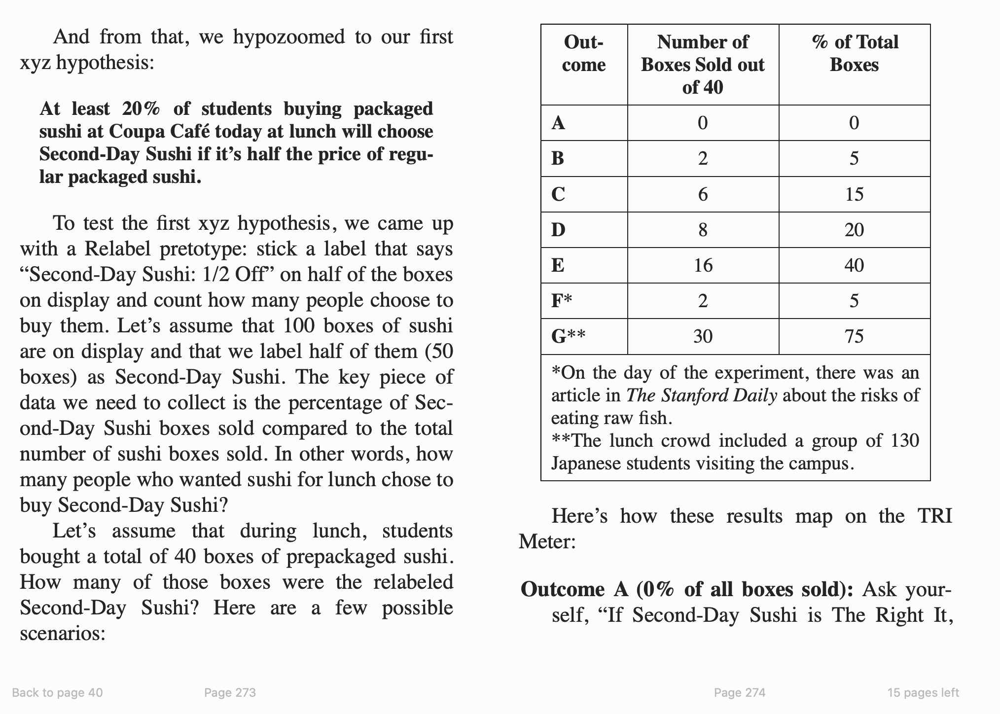 And from that, we hypozoomed to our first
xyz hypothesis:
At least 20% of students buying packaged
sushi at Coupa Café today at lunch will choose
Second-Day Sushi if it’s half the price of regu-
lar packaged sushi.
To test the first xyz hypothesis, we came up
with a Relabel pretotype: stick a label that says
“Second-Day Sushi: 1/2 Off” on half of the boxes
on display and count how many people choose to
buy them. Let’s assume that 100 boxes of sushi
are on display and that we label half of them (50
boxes) as Second-Day Sushi. The key piece of
data we need to collect is the percentage of Sec-
ond-Day Sushi boxes sold compared to the total
number of sushi boxes sold. In other words, how
many people who wanted sushi for lunch chose to
buy Second-Day Sushi?
Let’s assume that during lunch, students
bought a total of 40 boxes of prepackaged sushi.
How many of those boxes were the relabeled
Second-Day Sushi? Here are a few possible
scenarios:
Back to page 40 Page 273
Out-
come
Number of
Boxes Sold out
of 40
% of Total
Boxes
A 0 0
B 2 5
C 6 15
D 8 20
E 16 40
F* 2 5
G** 30 75
*On the day of the experiment, there was an
article in The Stanford Daily about the risks of
eating raw fish.
**The lunch crowd included a group of 130
Japanese students visiting the campus.
Here’s how these results map on the TRI
Meter:
Outcome A (0% of all boxes sold): Ask your-
self, “If Second-Day Sushi is The Right It,
Page 274 15 pages left